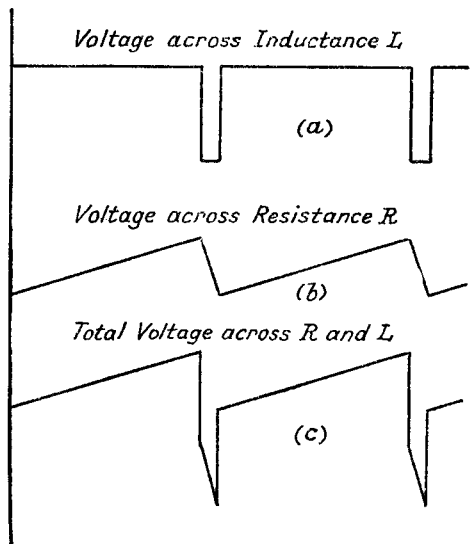 Voltage across Inductance L
(a)
Voltage across Resistance R
(b)
Total Voltage across R and L
(c)